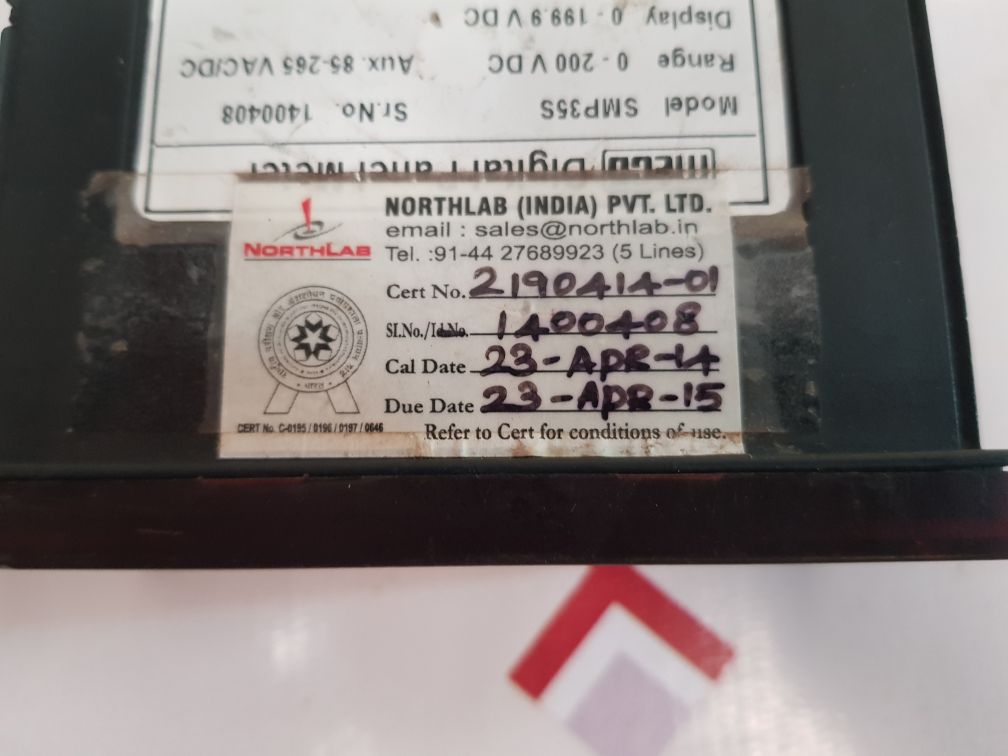 Display 0 - 199.9 V DC
Range 0 - 200 V DC Aux. 85-265 VAC/DC
Model SMP35S Sr.No. 1400408
meco Digital Panel Meter
NORTHLAB (INDIA) PVT. LTD.
email : sales@northlab.in
NORTHLAB
Tel. :91-44 27689923 (5 Lines)
Cert No. 2190414-01
SI.No./Id.No. 1400408
Cal Date 23-APR-14
Due Date 23-APR-15
भारत
CERT No. C-0195 / 0196 / 0197 / 0646
Refer to Cert for conditions of use.